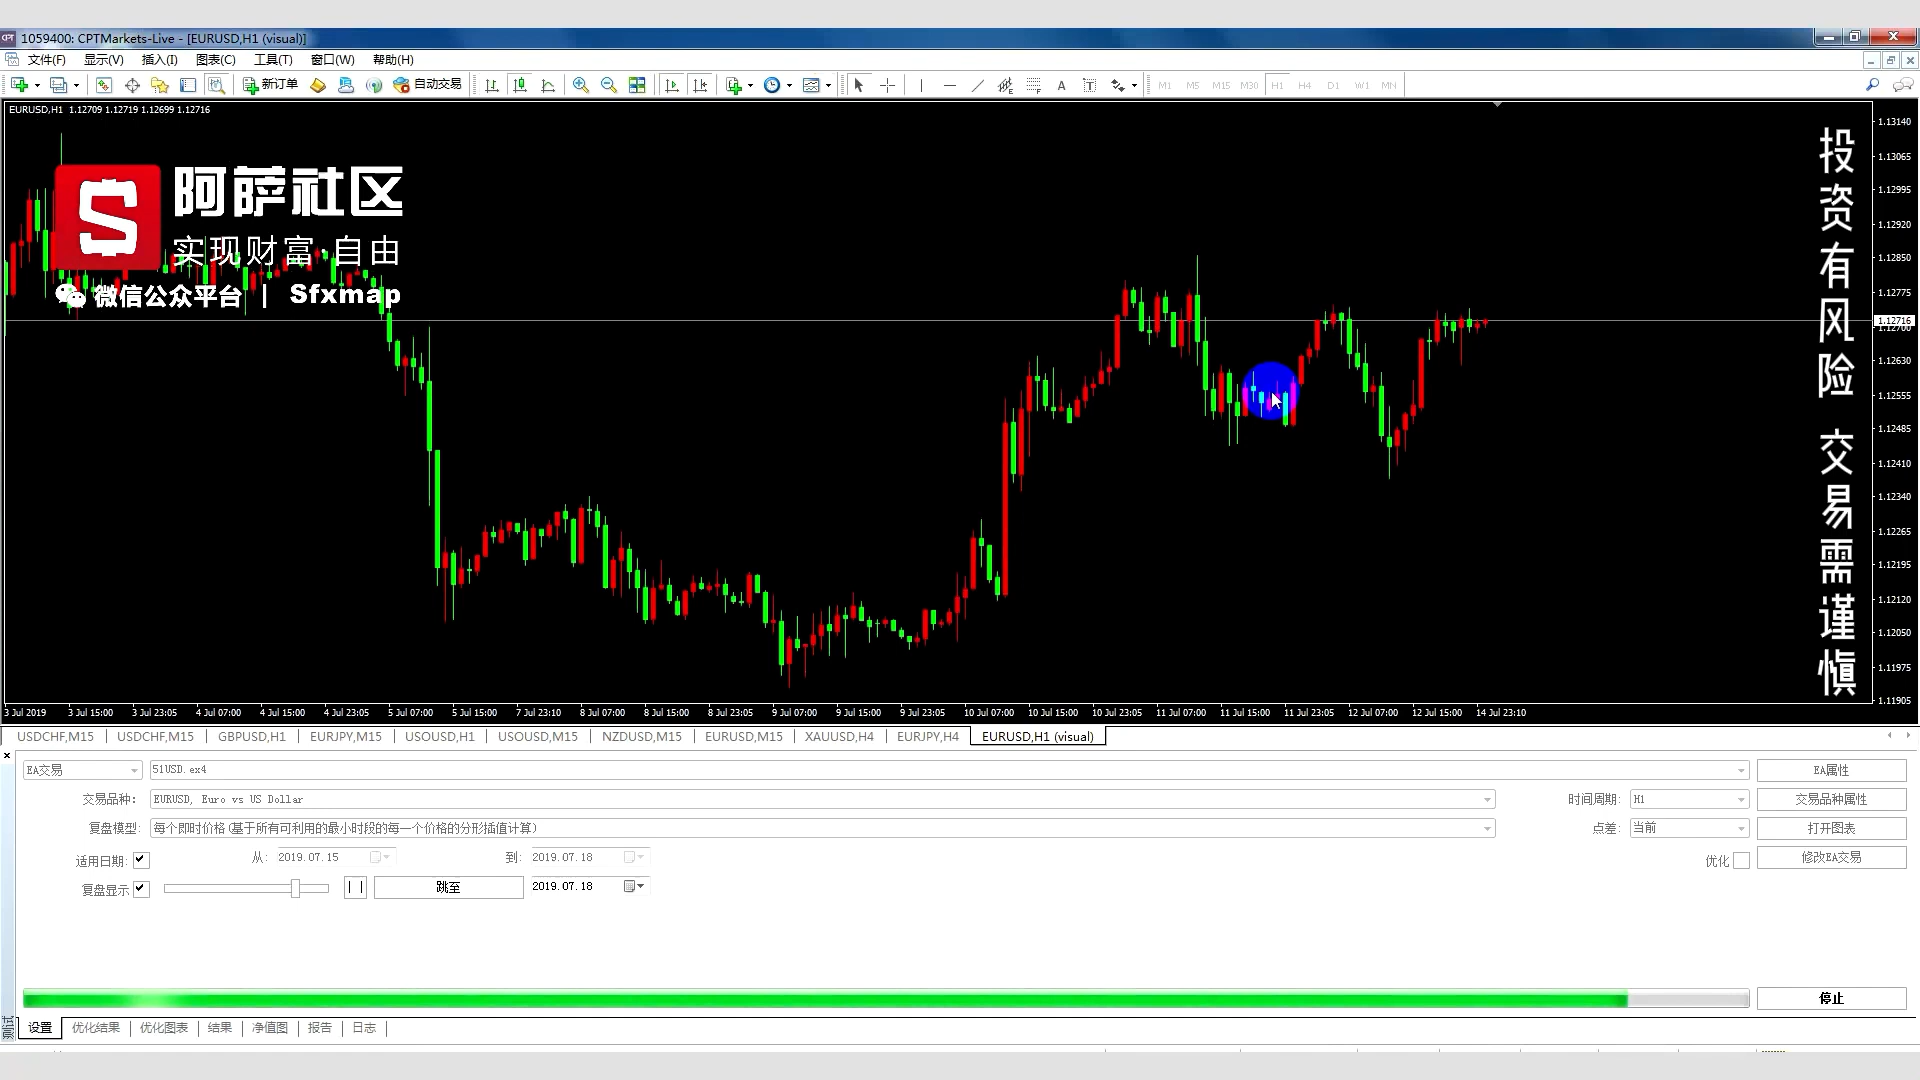 1059400: CPTMarkets-Live - [EURUSD,H1 (visual)]
文件(F) 显示(V) 插入(I) 图表(C) 工具(T) 窗口(W) 帮助(H)
新订单 自动交易 A T M1 M5 M15 M30 H1 H4 D1 W1 MN
EURUSD,H1 1.12709 1.12719 1.12699 1.12716
阿萨社区
实现财富·自由
微信公众平台 | Sfxmap
投资有风险 交易需谨慎
1.13140
1.13065
1.12995
1.12920
1.12850
1.12775
1.12716
1.12700
1.12630
1.12555
1.12485
1.12410
1.12340
1.12265
1.12195
1.12120
1.12050
1.11975
1.11905
3 Jul 2019 3 Jul 15:00 3 Jul 23:05 4 Jul 07:00 4 Jul 15:00 4 Jul 23:05 5 Jul 07:00 5 Jul 15:00 7 Jul 23:10 8 Jul 07:00 8 Jul 15:00 8 Jul 23:05 9 Jul 07:00 9 Jul 15:00 9 Jul 23:05 10 Jul 07:00 10 Jul 15:00 10 Jul 23:05 11 Jul 07:00 11 Jul 15:00 11 Jul 23:05 12 Jul 07:00 12 Jul 15:00 14 Jul 23:10
USDCHF,M15 USDCHF,M15 GBPUSD,H1 EURJPY,M15 USOUSD,H1 USOUSD,M15 NZDUSD,M15 EURUSD,M15 XAUUSD,H4 EURJPY,H4 EURUSD,H1 (visual)
EA交易 51USD.ex4 EA属性
交易品种: EURUSD, Euro vs US Dollar 时间周期: H1 交易品种属性
复盘模型: 每个即时价格(基于所有可利用的最小时段的每一个价格的分形插值计算) 点差: 当前 打开图表
适用日期: 从: 2019.07.15 到: 2019.07.18 优化 修改EA交易
复盘显示 跳至 2019.07.18
停止
设置 优化结果 优化图表 结果 净值图 报告 日志